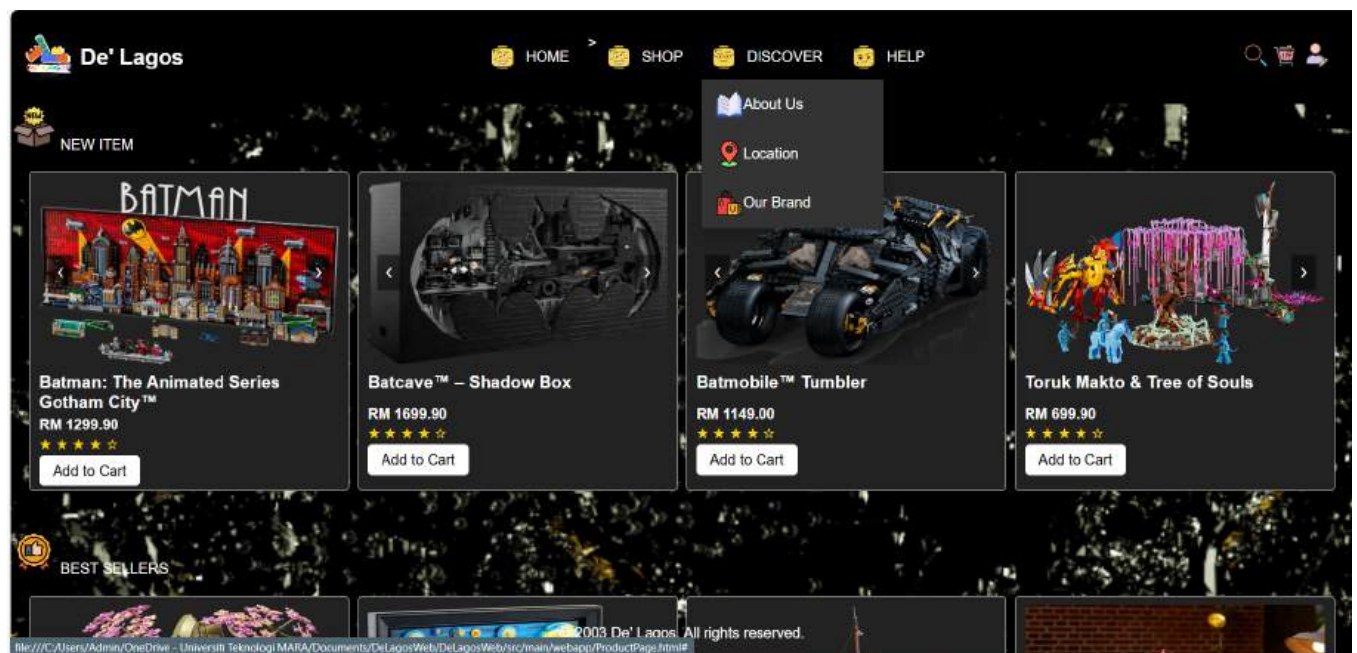 De' Lagos
HOME
>
SHOP
DISCOVER
HELP
About Us
Location
Our Brand
NEW
NEW ITEM
BATMAN
Batman: The Animated Series
Gotham City™
RM 1299.90
Add to Cart
Batcave™ – Shadow Box
RM 1699.90
Add to Cart
Batmobile™ Tumbler
RM 1149.00
Add to Cart
Toruk Makto & Tree of Souls
RM 699.90
Add to Cart
BEST SELLERS
2003 De' Lagos. All rights reserved.
file:///C:/Users/Admin/OneDrive - Universiti Teknologi MARA/Documents/DeLagosWeb/DeLagosWeb/src/main/webapp/ProductPage.html#